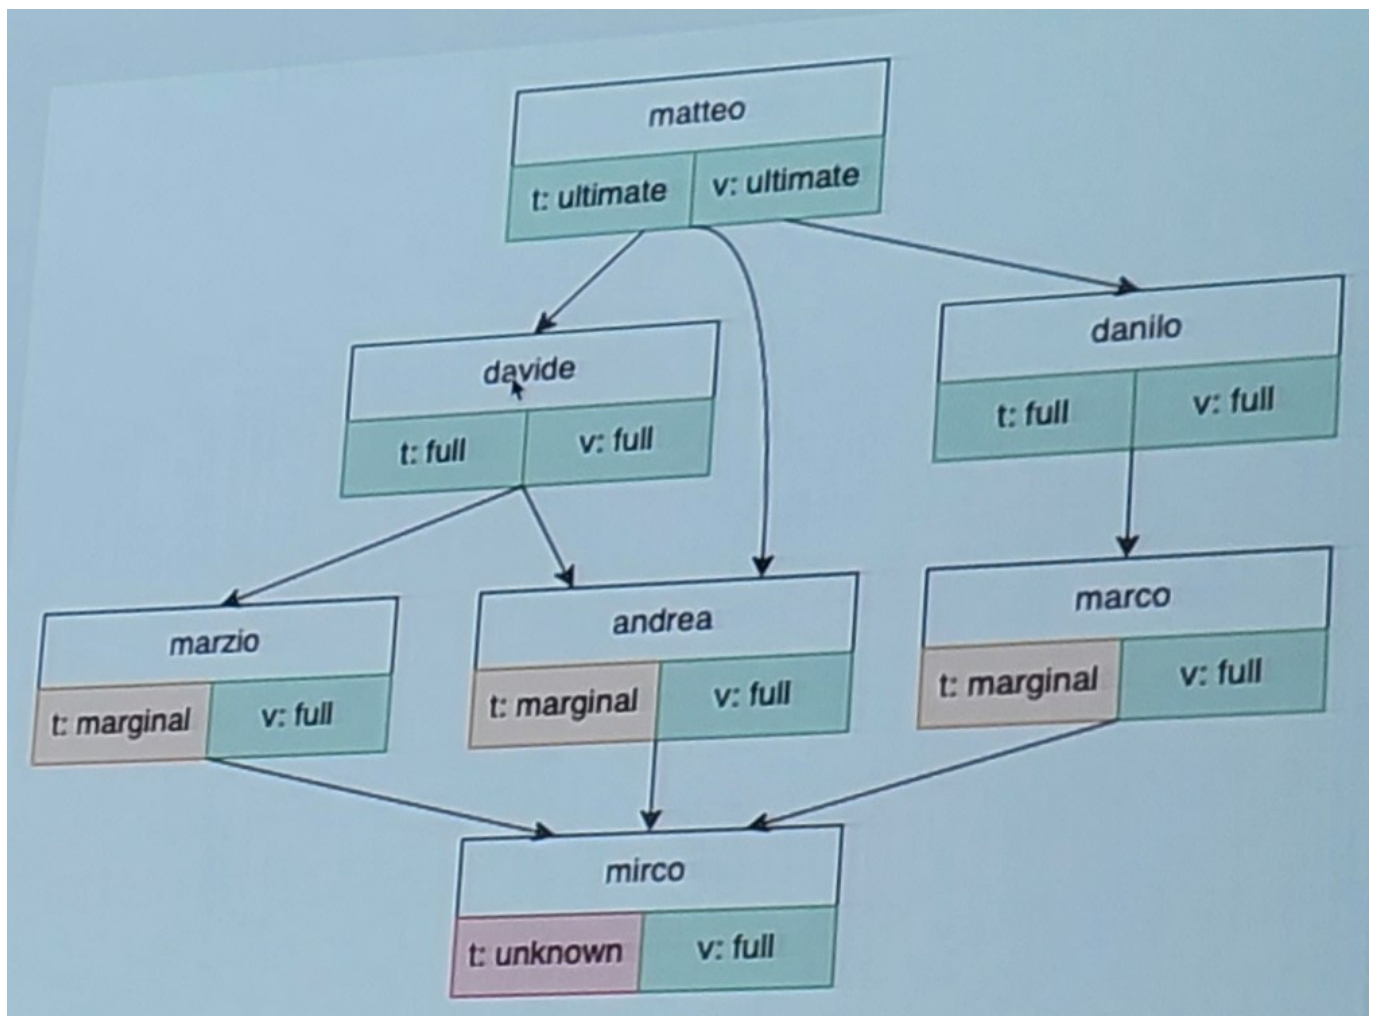 matteo
t: ultimate v: ultimate
davide
t: full v: full
danilo
t: full v: full
marzio
t: marginal v: full
andrea
t: marginal v: full
marco
t: marginal v: full
mirco
t: unknown v: full